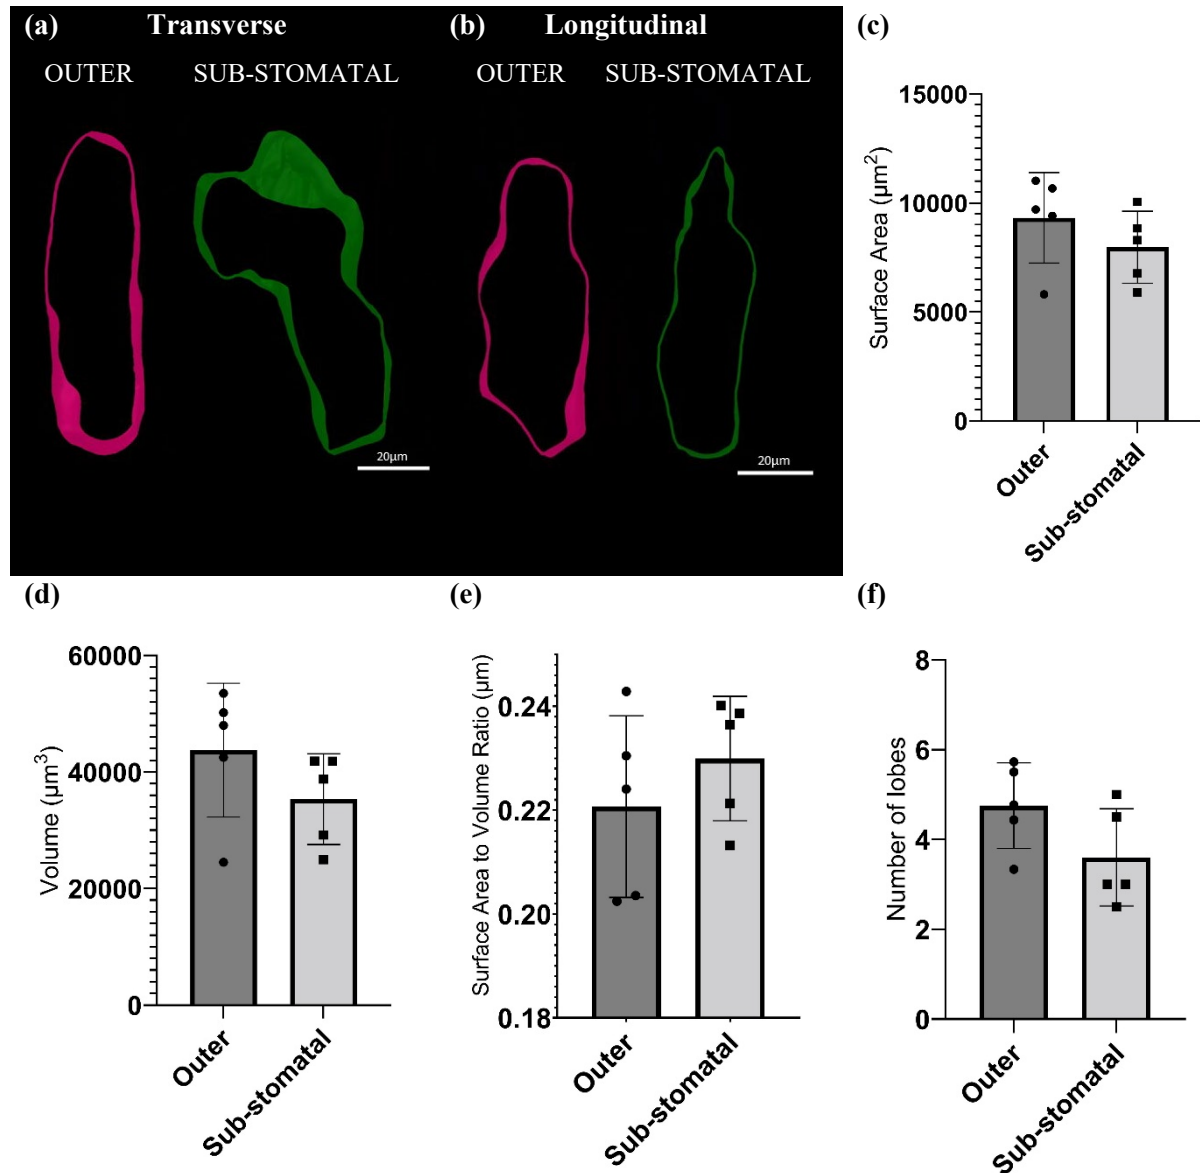 (a) Transverse
OUTER SUB-STOMATAL
20µm
(b) Longitudinal
OUTER SUB-STOMATAL
20µm
(c)
Surface Area (µm²)
15000
10000
5000
0
Outer
Sub-stomatal
(d)
Volume (µm³)
60000
40000
20000
0
Outer
Sub-stomatal
(e)
Surface Area to Volume Ratio (µm)
0.24
0.22
0.20
0.18
Outer
Sub-stomatal
(f)
Number of lobes
8
6
4
2
0
Outer
Sub-stomatal